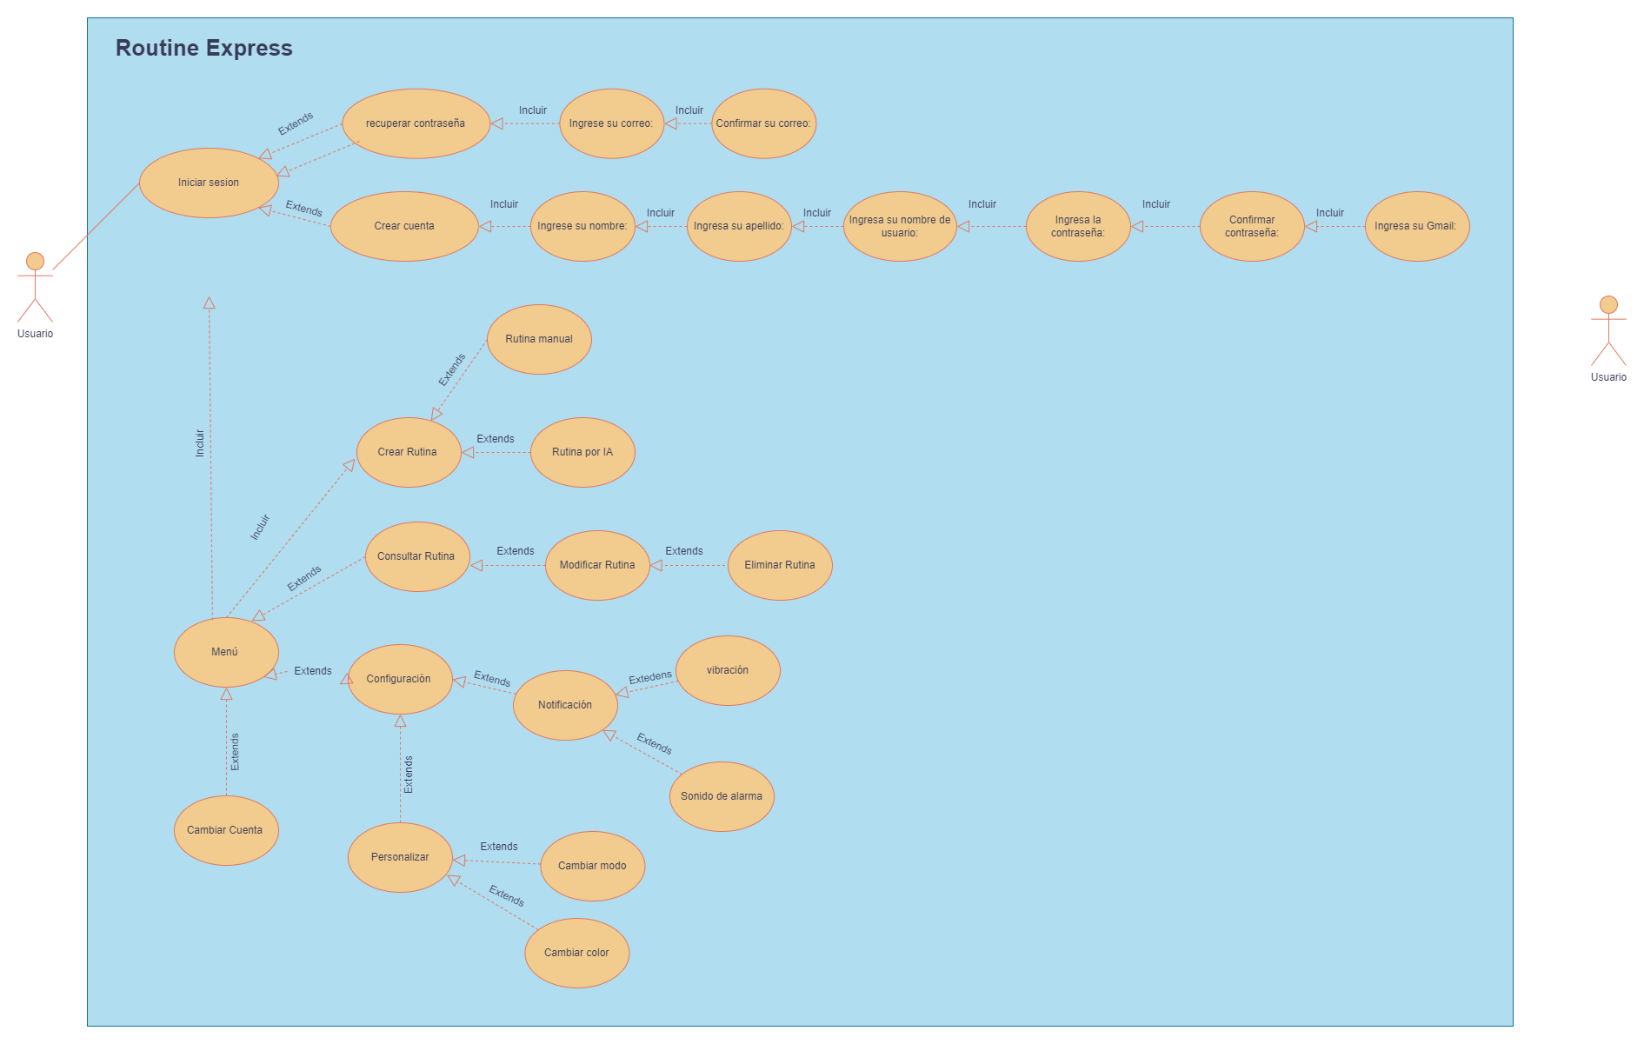 Routine Express
Extends
recuperar contraseña
Incluir
Ingrese su correo:
Incluir
Confirmar su correo:
Iniciar sesion
Extends
Crear cuenta
Incluir
Ingrese su nombre:
Incluir
Ingresa su apellido:
Incluir
Ingresa su nombre de
usuario:
Incluir
Ingresa la
contraseña:
Incluir
Confirmar
contraseña:
Incluir
Ingresa su Gmail:
Usuario
Usuario
Rutina manual
Extends
Incluir
Crear Rutina
Extends
Rutina por IA
Incluir
Consultar Rutina
Extends
Modificar Rutina
Extends
Eliminar Rutina
Extends
Menú
Extends
Configuración
Extends
Notificación
Extedens
vibración
Extends
Sonido de alarma
Extends
Cambiar Cuenta
Extends
Personalizar
Extends
Cambiar modo
Extends
Cambiar color